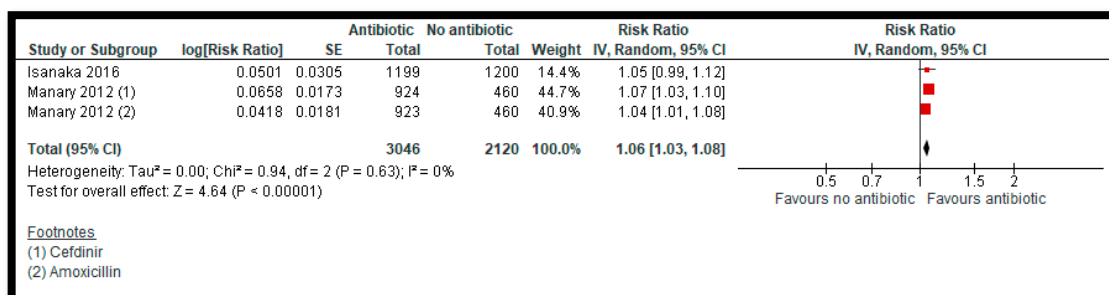 Antibiotic No antibiotic Risk Ratio Risk Ratio
Study or Subgroup log[Risk Ratio] SE Total Total Weight IV, Random, 95% CI IV, Random, 95% CI
Isanaka 2016 0.0501 0.0305 1199 1200 14.4% 1.05 [0.99, 1.12]
Manary 2012 (1) 0.0658 0.0173 924 460 44.7% 1.07 [1.03, 1.10]
Manary 2012 (2) 0.0418 0.0181 923 460 40.9% 1.04 [1.01, 1.08]
Total (95% CI) 3046 2120 100.0% 1.06 [1.03, 1.08]
Heterogeneity: Tau² = 0.00; Chi² = 0.94, df = 2 (P = 0.63); I² = 0%
Test for overall effect: Z = 4.64 (P < 0.00001)
0.5 0.7 1 1.5 2
Favours no antibiotic Favours antibiotic
Footnotes
(1) Cefdinir
(2) Amoxicillin